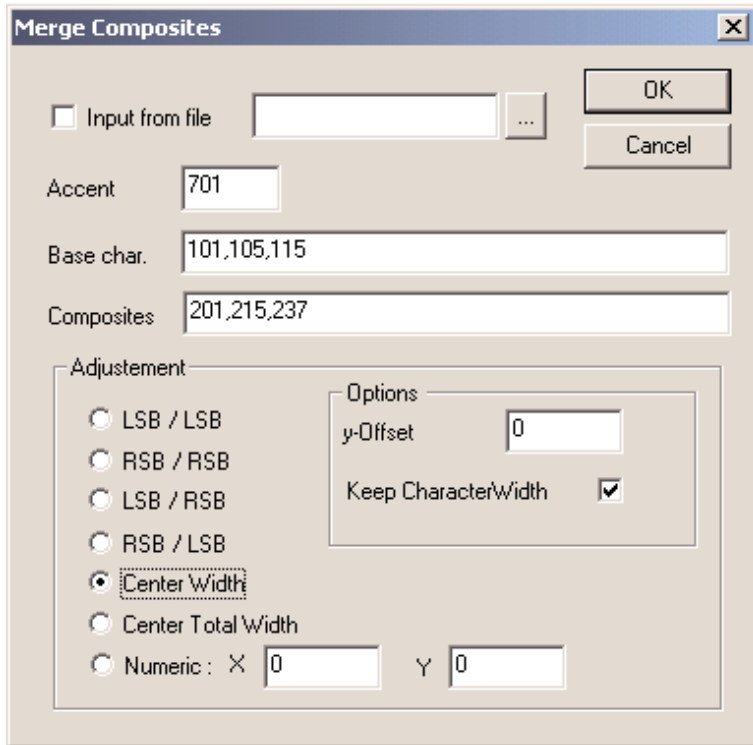 Merge Composites
OK
Input from file ...
Cancel
Accent 701
Base char. 101,105,115
Composites 201,215,237
Adjustement
Options
LSB / LSB
y-Offset 0
RSB / RSB
Keep CharacterWidth
LSB / RSB
RSB / LSB
Center Width
Center Total Width
Numeric : X 0 Y 0